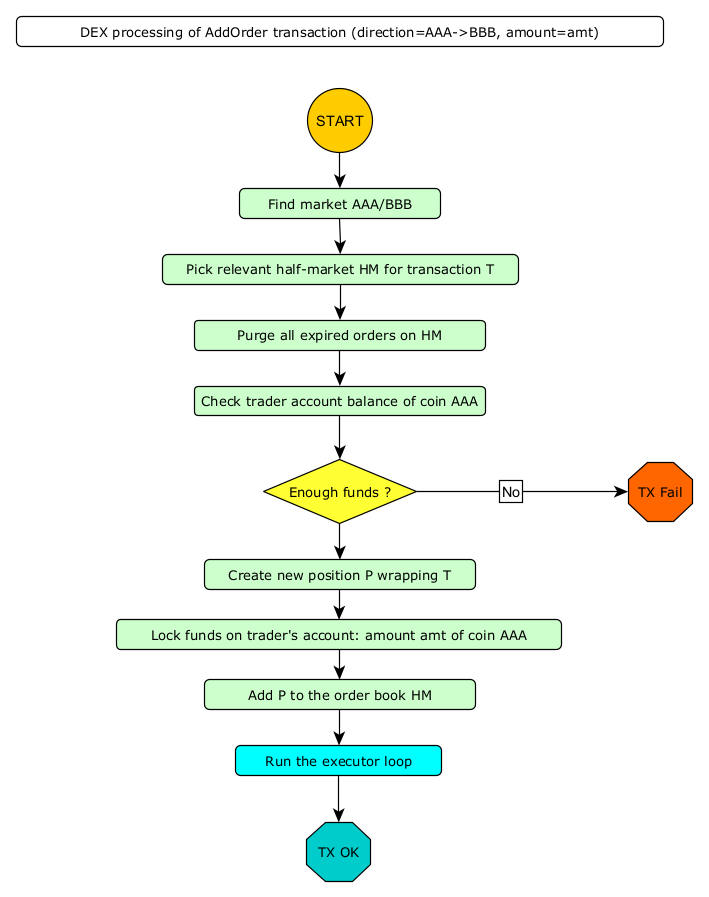 DEX processing of AddOrder transaction (direction=AAA->BBB, amount=amt)
START
Find market AAA/BBB
Pick relevant half-market HM for transaction T
Purge all expired orders on HM
Check trader account balance of coin AAA
Enough funds ?
No
TX Fail
Create new position P wrapping T
Lock funds on trader's account: amount amt of coin AAA
Add P to the order book HM
Run the executor loop
TX OK